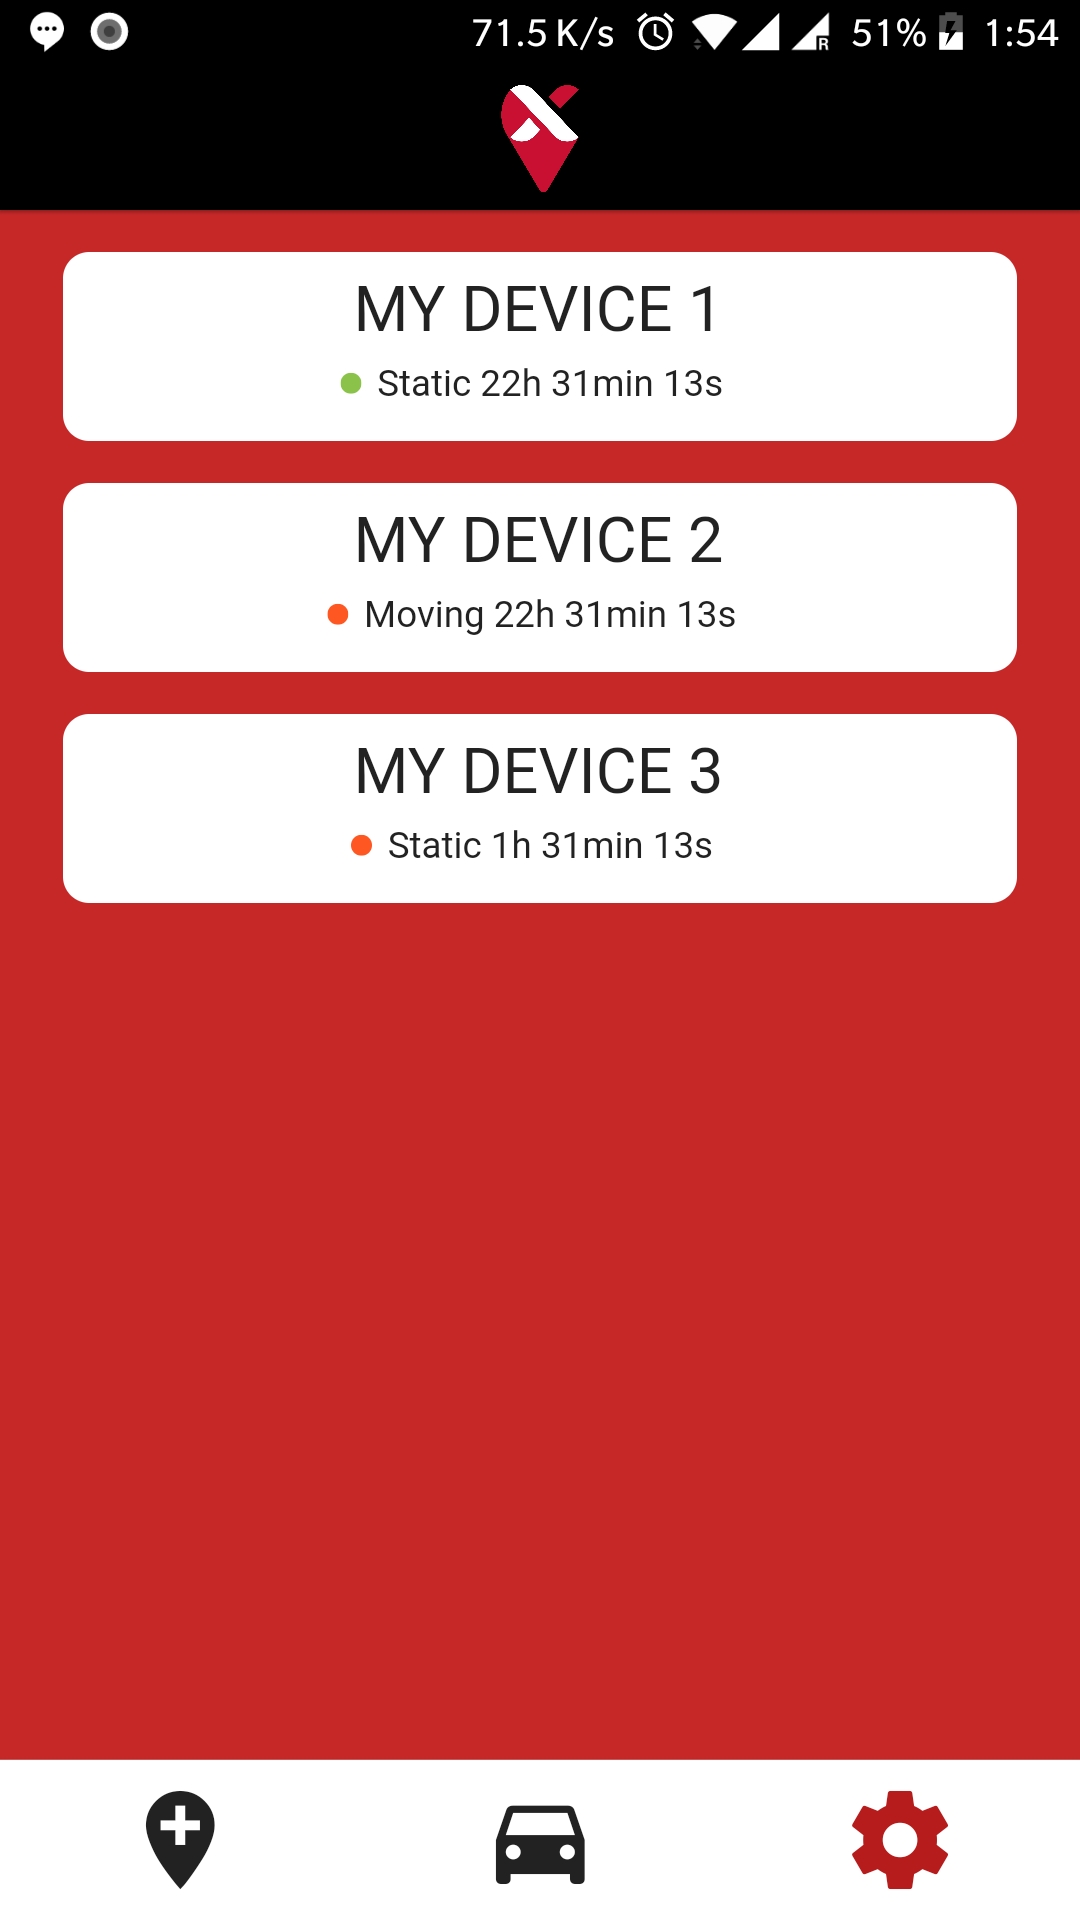 71.5 K/s R 51% 1:54
MY DEVICE 1
Static 22h 31min 13s
MY DEVICE 2
Moving 22h 31min 13s
MY DEVICE 3
Static 1h 31min 13s